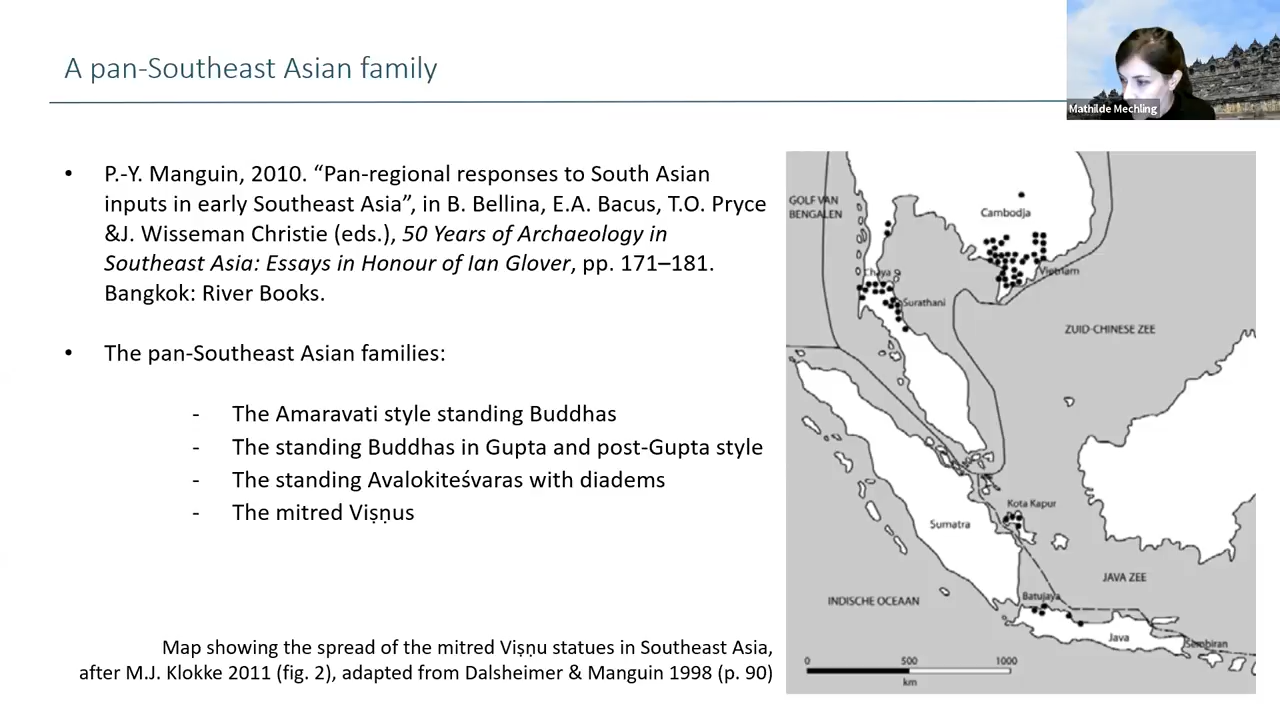 A pan-Southeast Asian family
Mathilde Mechling
• P.-Y. Manguin, 2010. “Pan-regional responses to South Asian
inputs in early Southeast Asia”, in B. Bellina, E.A. Bacus, T.O. Pryce
&J. Wisseman Christie (eds.), 50 Years of Archaeology in
Southeast Asia: Essays in Honour of Ian Glover, pp. 171–181.
Bangkok: River Books.
• The pan-Southeast Asian families:
- The Amaravati style standing Buddhas
- The standing Buddhas in Gupta and post-Gupta style
- The standing Avalokiteśvaras with diadems
- The mitred Viṣṇus
Map showing the spread of the mitred Viṣṇu statues in Southeast Asia,
after M.J. Klokke 2011 (fig. 2), adapted from Dalsheimer & Manguin 1998 (p. 90)
GOLF VAN
BENGALEN
Cambodja
Chaya
Vietnam
Surathani
ZUID-CHINESE ZEE
Kota Kapur
Sumatra
JAVA ZEE
Batujaya
INDISCHE OCEAAN
Java
Sembiran
0 500 1000
km